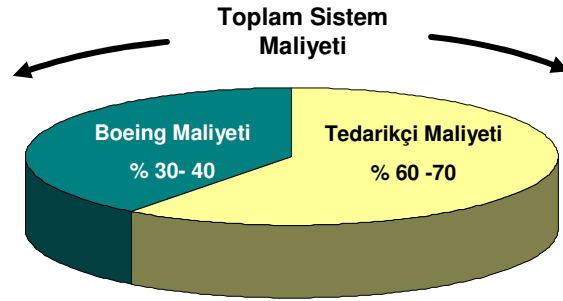 Toplam Sistem
Maliyeti
Boeing Maliyeti
% 30- 40
Tedarikçi Maliyeti
% 60 -70